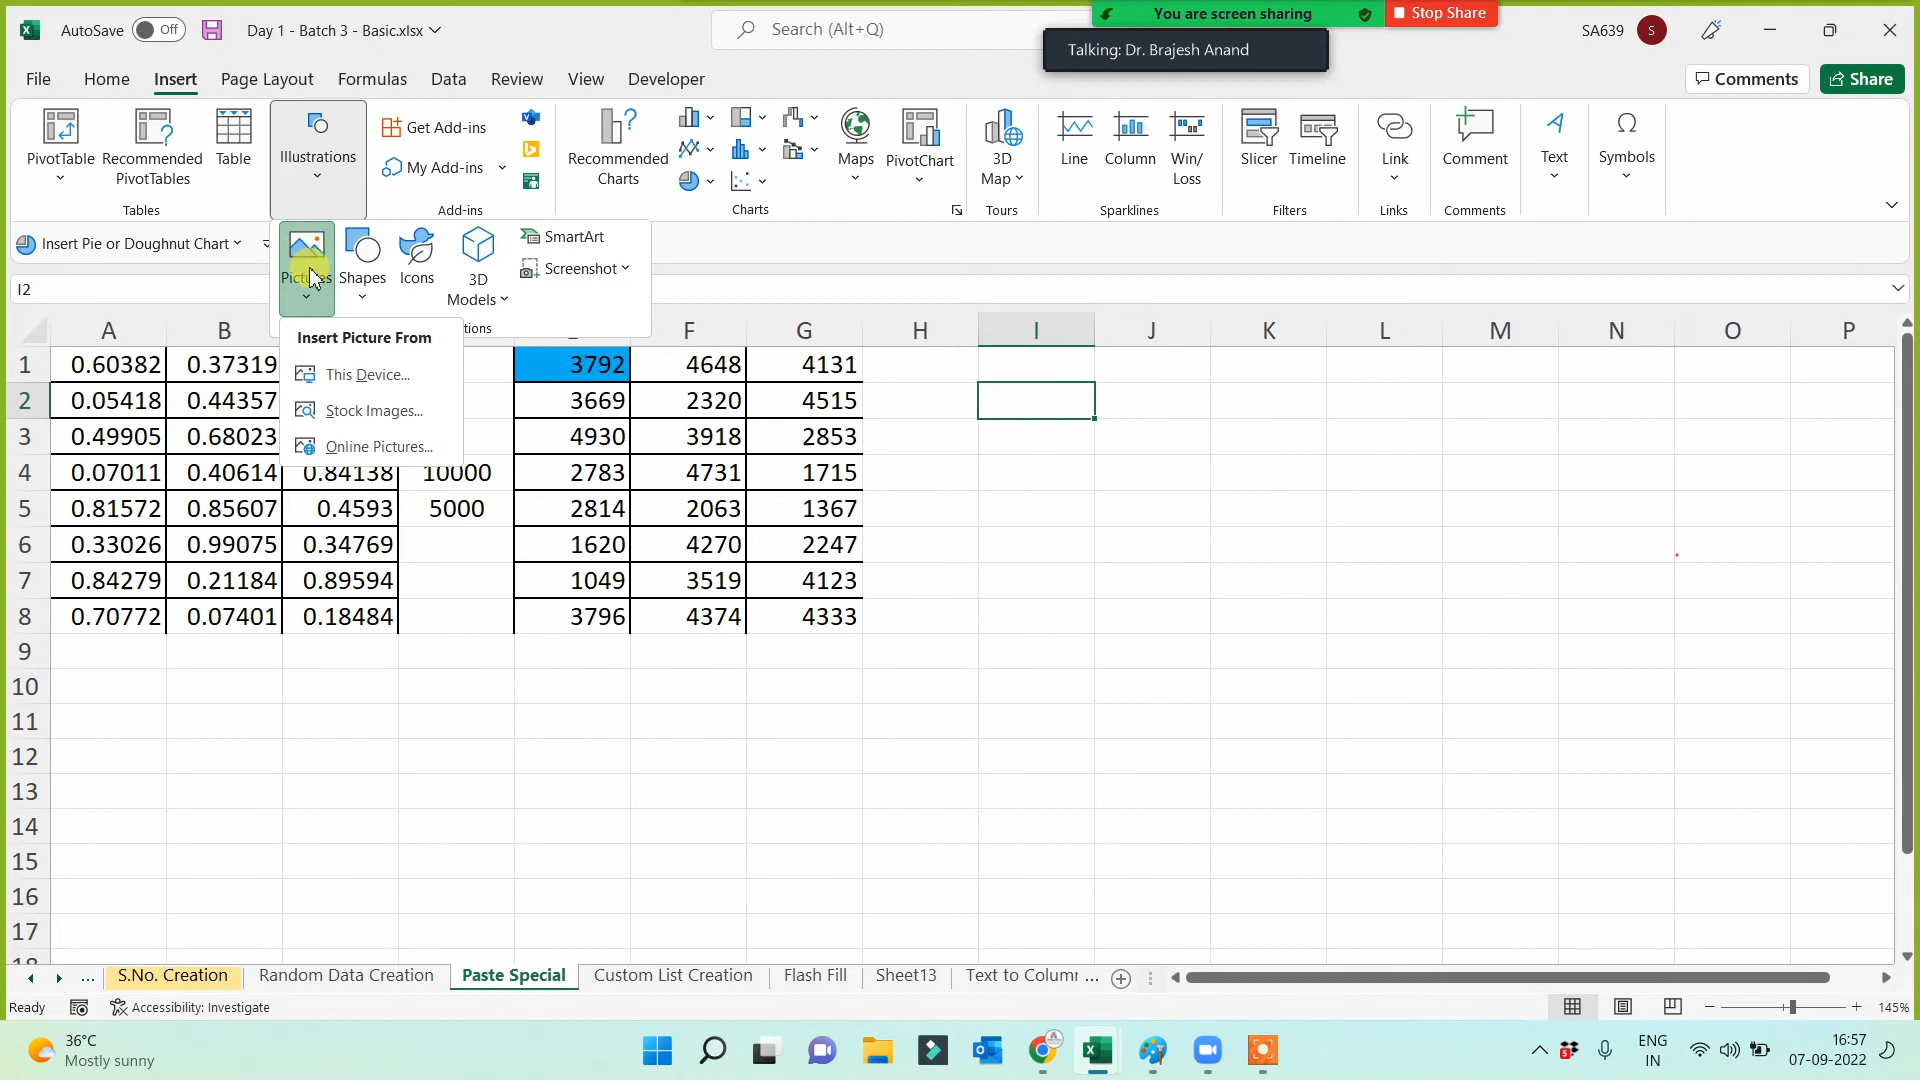 AutoSave Off Day 1 - Batch 3 - Basic.xlsx Search (Alt+Q) You are screen sharing Stop Share SA639 S
Talking: Dr. Brajesh Anand
File Home Insert Page Layout Formulas Data Review View Developer Comments Share
PivotTable Recommended PivotTables Table
Tables
Illustrations
Get Add-ins
My Add-ins
Add-ins
Recommended Charts
Maps PivotChart
Charts
3D Map
Tours
Line Column Win/Loss
Sparklines
Slicer Timeline
Filters
Link
Links
Comment
Comments
Text
Symbols
Insert Pie or Doughnut Chart
Pictures Shapes Icons 3D Models
SmartArt
Screenshot
tions
Insert Picture From
This Device...
Stock Images...
Online Pictures...
I2
A B F G H I J K L M N O P
1 0.60382 0.37319 3792 4648 4131
2 0.05418 0.44357 3669 2320 4515
3 0.49905 0.68023 4930 3918 2853
4 0.07011 0.40614 0.84138 10000 2783 4731 1715
5 0.81572 0.85607 0.4593 5000 2814 2063 1367
6 0.33026 0.99075 0.34769 1620 4270 2247
7 0.84279 0.21184 0.89594 1049 3519 4123
8 0.70772 0.07401 0.18484 3796 4374 4333
9
10
11
12
13
14
15
16
17
18
... S.No. Creation Random Data Creation Paste Special Custom List Creation Flash Fill Sheet13 Text to Column ...
Ready Accessibility: Investigate 145%
36°C
Mostly sunny
5
ENG
IN
16:57
07-09-2022